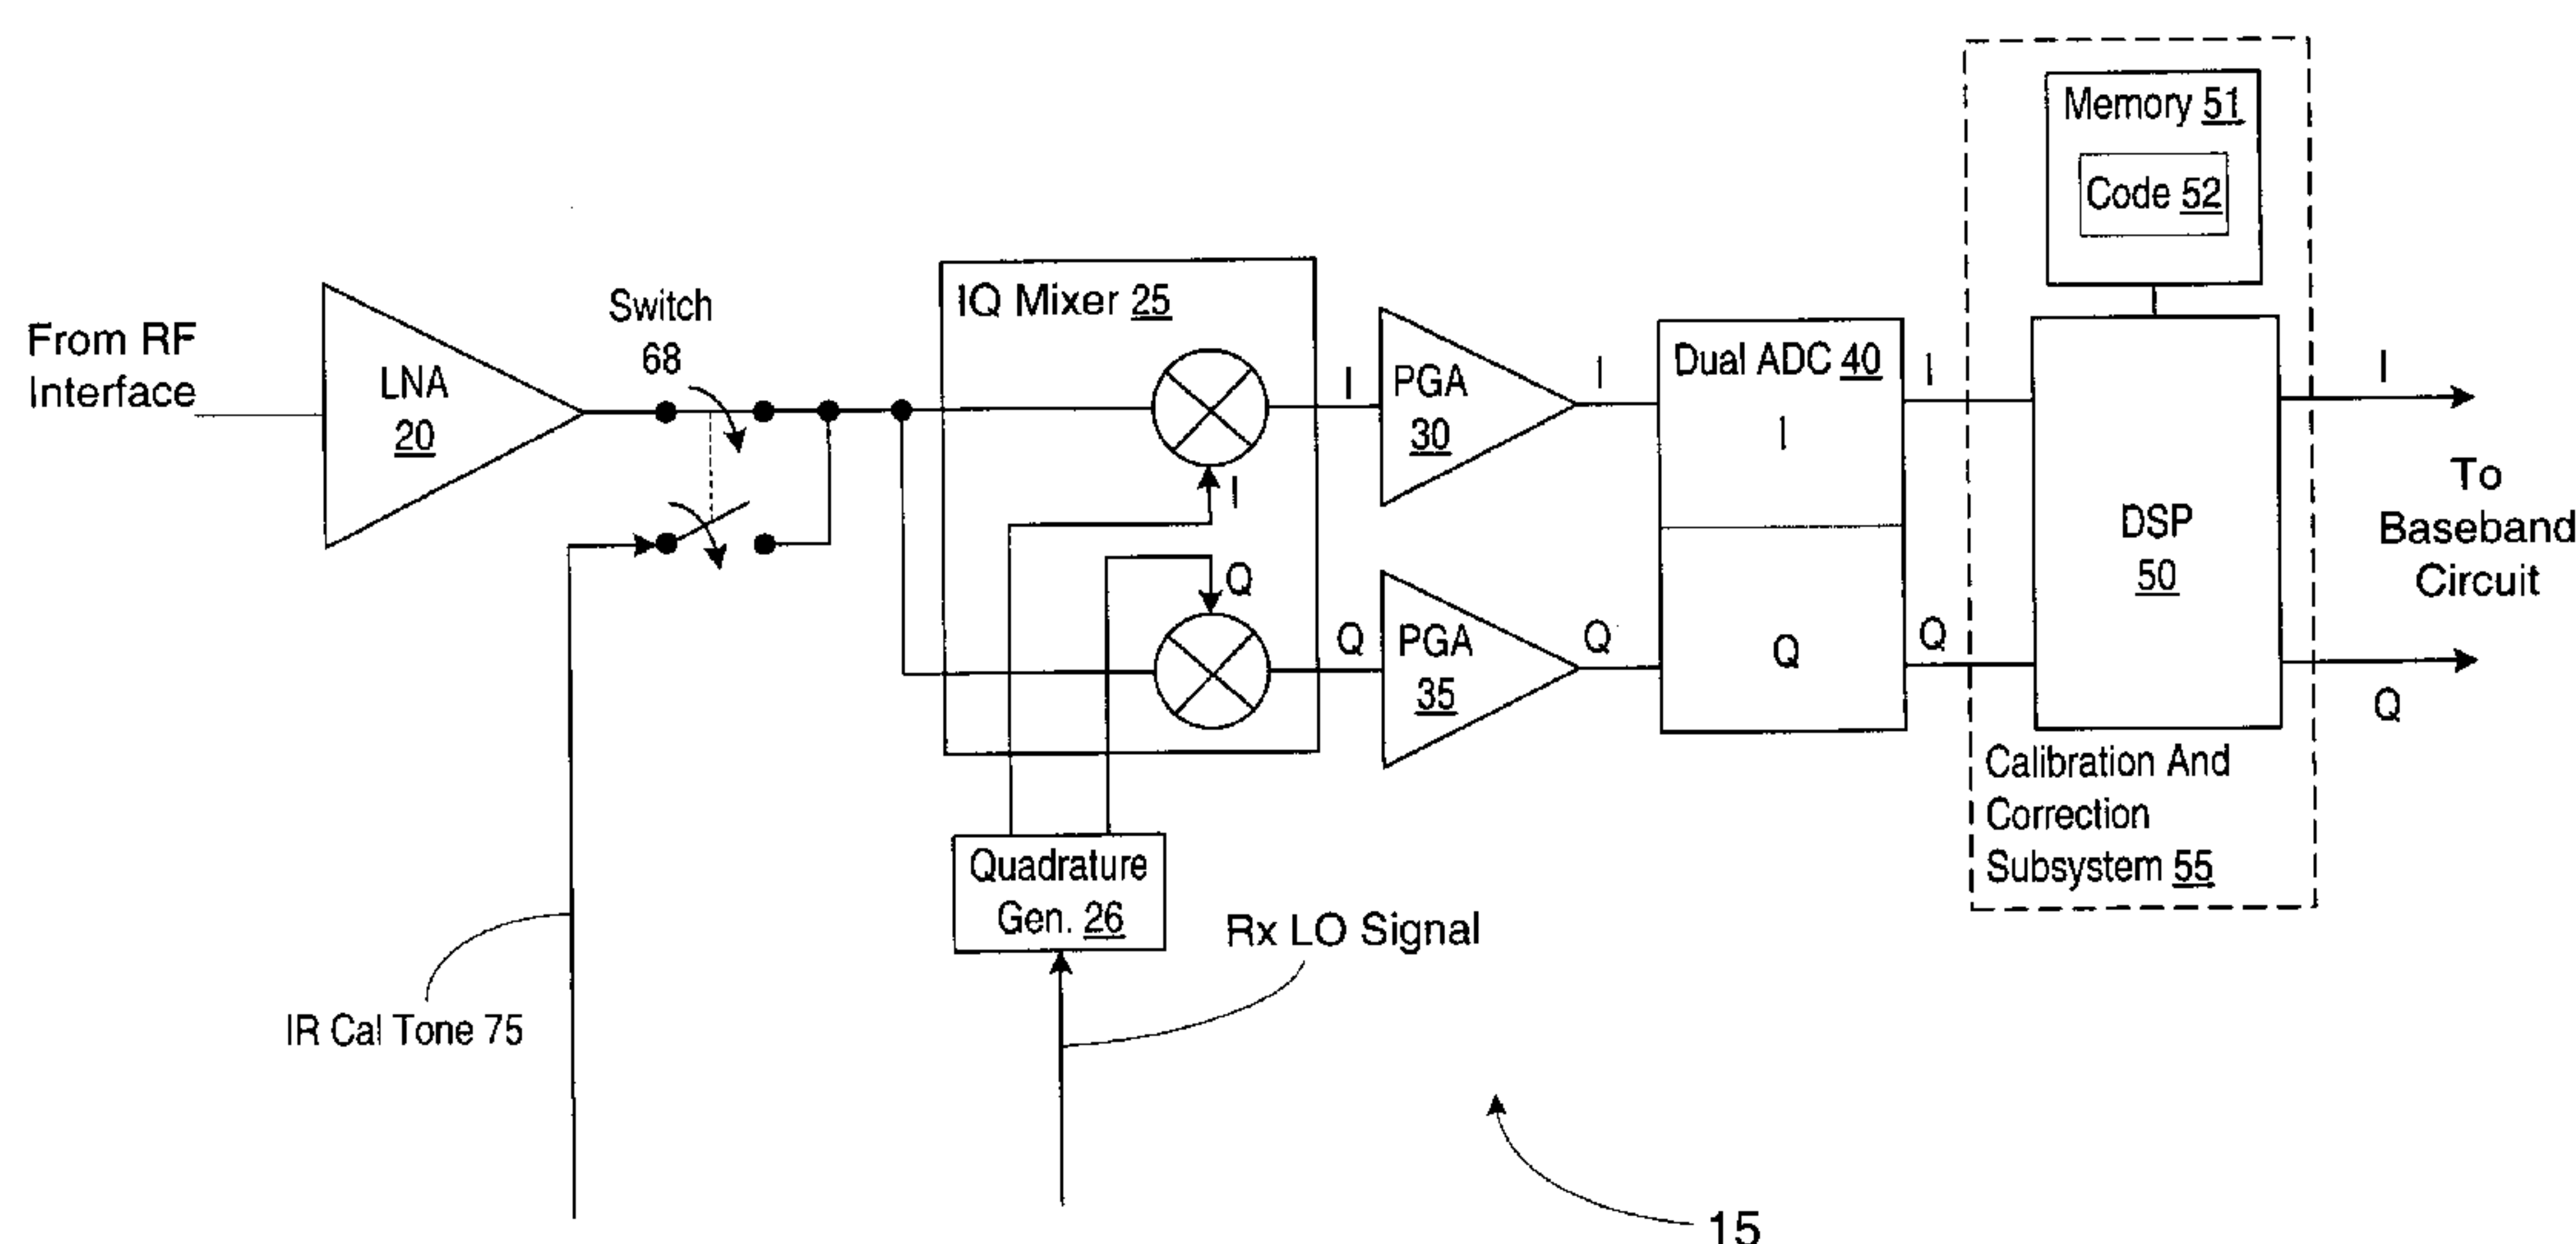 From RF
Interface
LNA
20
Switch
68
IQ Mixer 25
I
Q
I
PGA
30
I
Q
PGA
35
Q
Dual ADC 40
I
Q
I
Q
Memory 51
Code 52
DSP
50
Calibration And
Correction
Subsystem 55
I
To
Baseband
Circuit
Q
Quadrature
Gen. 26
Rx LO Signal
IR Cal Tone 75
15